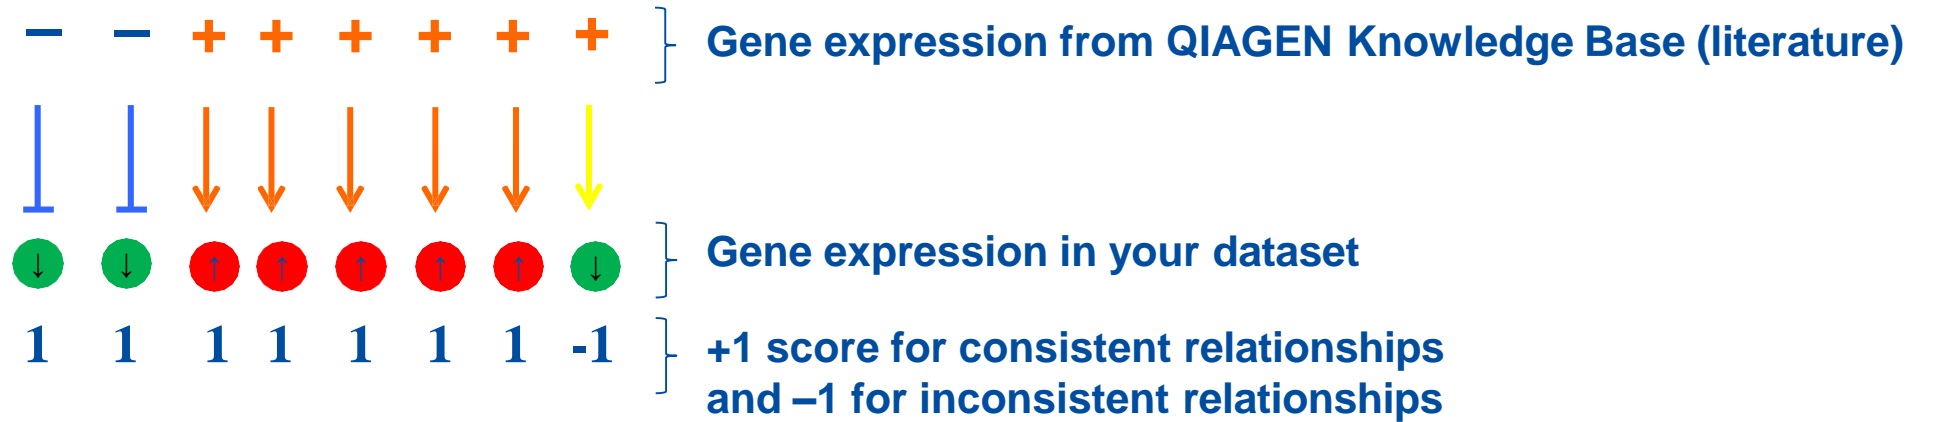 – – + + + + + +
Gene expression from QIAGEN Knowledge Base (literature)
↓ ↓ ↑ ↑ ↑ ↑ ↑ ↓
Gene expression in your dataset
1 1 1 1 1 1 1 -1
+1 score for consistent relationships
and –1 for inconsistent relationships